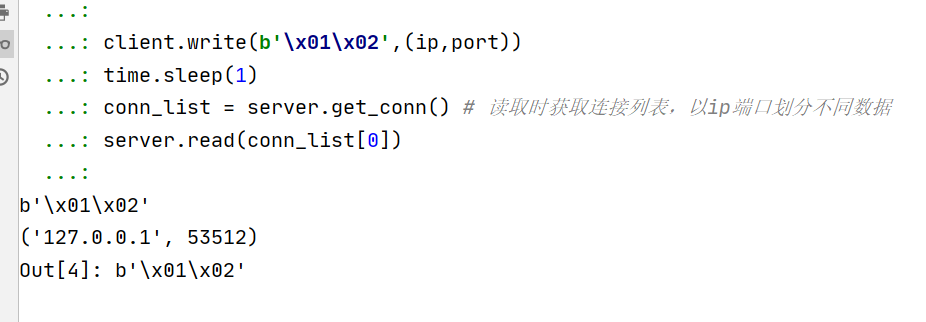 ...:
...: client.write(b'\x01\x02',(ip,port))
...: time.sleep(1)
...: conn_list = server.get_conn() # 读取时获取连接列表，以ip端口划分不同数据
...: server.read(conn_list[0])
...:
b'\x01\x02'
('127.0.0.1', 53512)
Out[4]: b'\x01\x02'